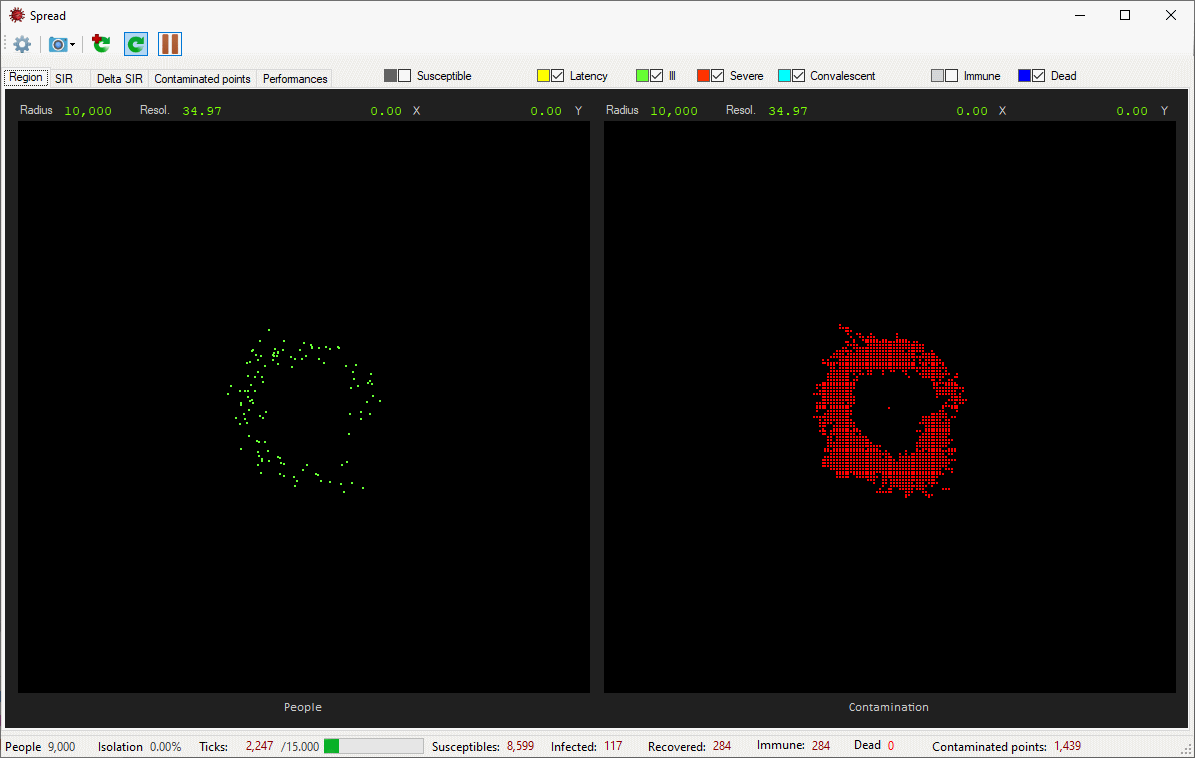 Spread
Region SIR Delta SIR Contaminated points Performances Susceptible Latency Ill Severe Convalescent Immune Dead
Radius 10,000 Resol. 34.97 0.00 X 0.00 Y Radius 10,000 Resol. 34.97 0.00 X 0.00 Y
People Contamination
People 9,000 Isolation 0.00% Ticks: 2,247 /15.000 Susceptibles: 8,599 Infected: 117 Recovered: 284 Immune: 284 Dead 0 Contaminated points: 1,439